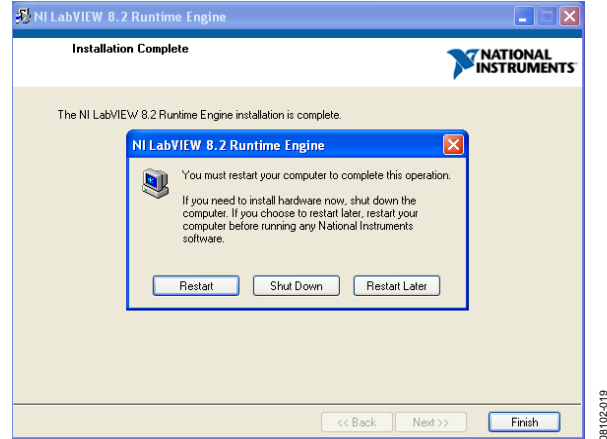 NI LabVIEW 8.2 Runtime Engine
Installation Complete
NATIONAL
INSTRUMENTS
The NI LabVIEW 8.2 Runtime Engine installation is complete.
NI LabVIEW 8.2 Runtime Engine
You must restart your computer to complete this operation.
If you need to install hardware now, shut down the
computer. If you choose to restart later, restart your
computer before running any National Instruments
software.
Restart
Shut Down
Restart Later
<< Back
Next >>
Finish
08102-019